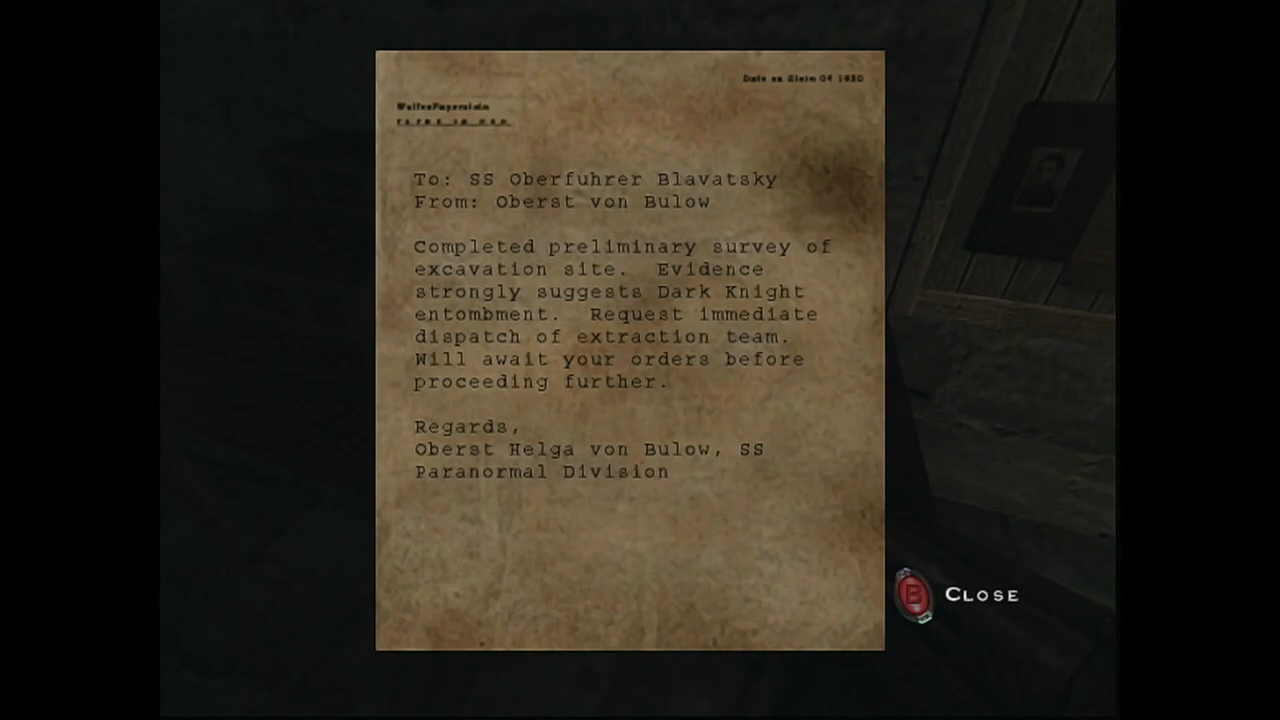 To: SS Oberfuhrer Blavatsky
From: Oberst von Bulow
Completed preliminary survey of
excavation site.  Evidence
strongly suggests Dark Knight
entombment.  Request immediate
dispatch of extraction team.
Will await your orders before
proceeding further.
Regards,
Oberst Helga von Bulow, SS
Paranormal Division
B CLOSE